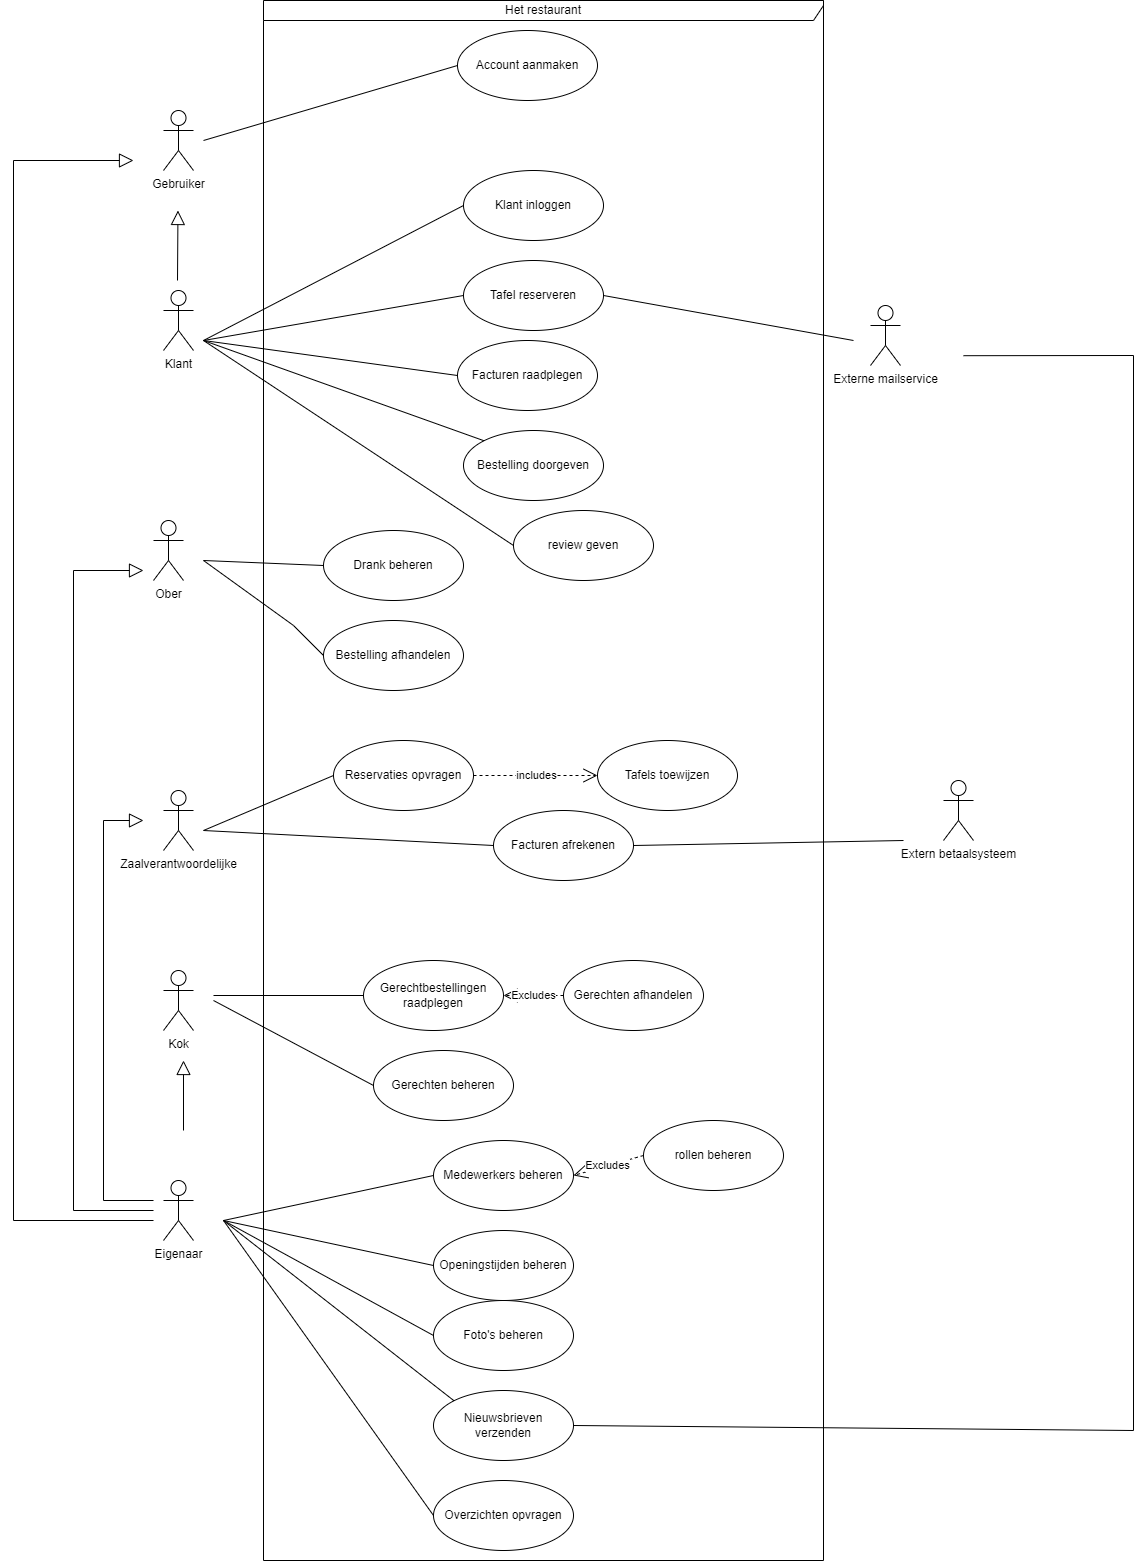 Het restaurant
Account aanmaken
Gebruiker
Klant inloggen
Tafel reserveren
Klant
Facturen raadplegen
Externe mailservice
Bestelling doorgeven
review geven
Drank beheren
Ober
Bestelling afhandelen
Reservaties opvragen
includes
Tafels toewijzen
Facturen afrekenen
Zaalverantwoordelijke
Extern betaalsysteem
Gerechtbestellingen
raadplegen
Excludes
Gerechten afhandelen
Kok
Gerechten beheren
Medewerkers beheren
Excludes
rollen beheren
Eigenaar
Openingstijden beheren
Foto's beheren
Nieuwsbrieven
verzenden
Overzichten opvragen